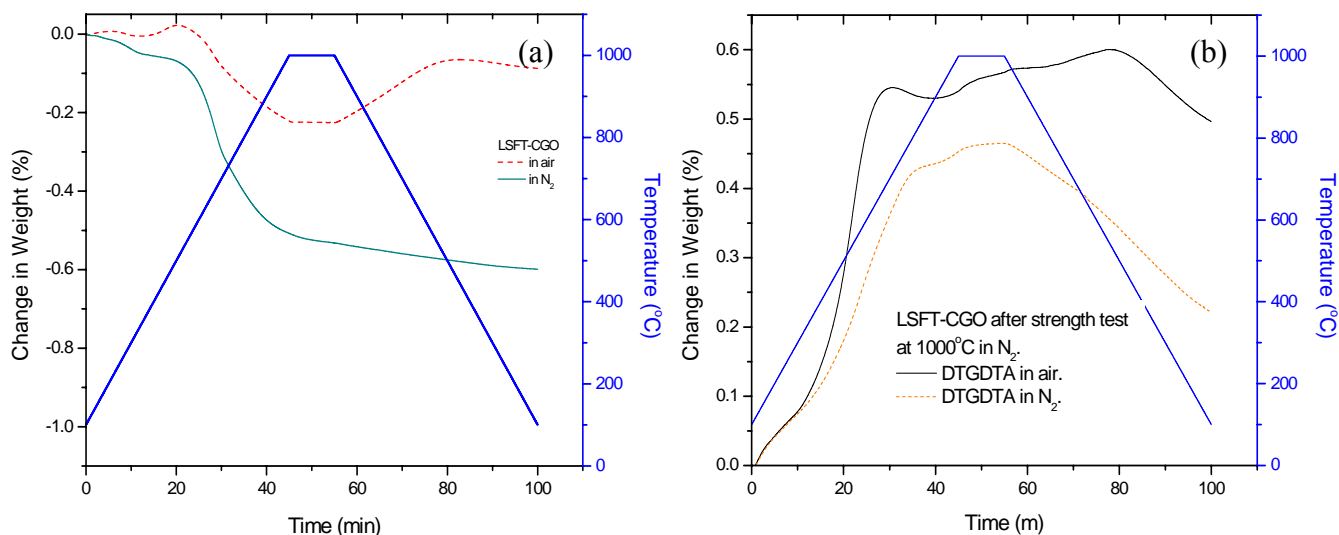 (a)
0.0
-0.2
-0.4
-0.6
-0.8
-1.0
Change in Weight (%)
LSFT-CGO
in air
in N₂
0
20
40
60
80
100
Time (min)
1000
800
600
400
200
0
Temperature (°C)
(b)
0.6
0.5
0.4
0.3
0.2
0.1
0.0
Change in Weight (%)
LSFT-CGO after strength test
at 1000°C in N₂.
DTGDTA in air.
DTGDTA in N₂.
0
20
40
60
80
100
Time (m)
1000
800
600
400
200
0
Temperature (°C)